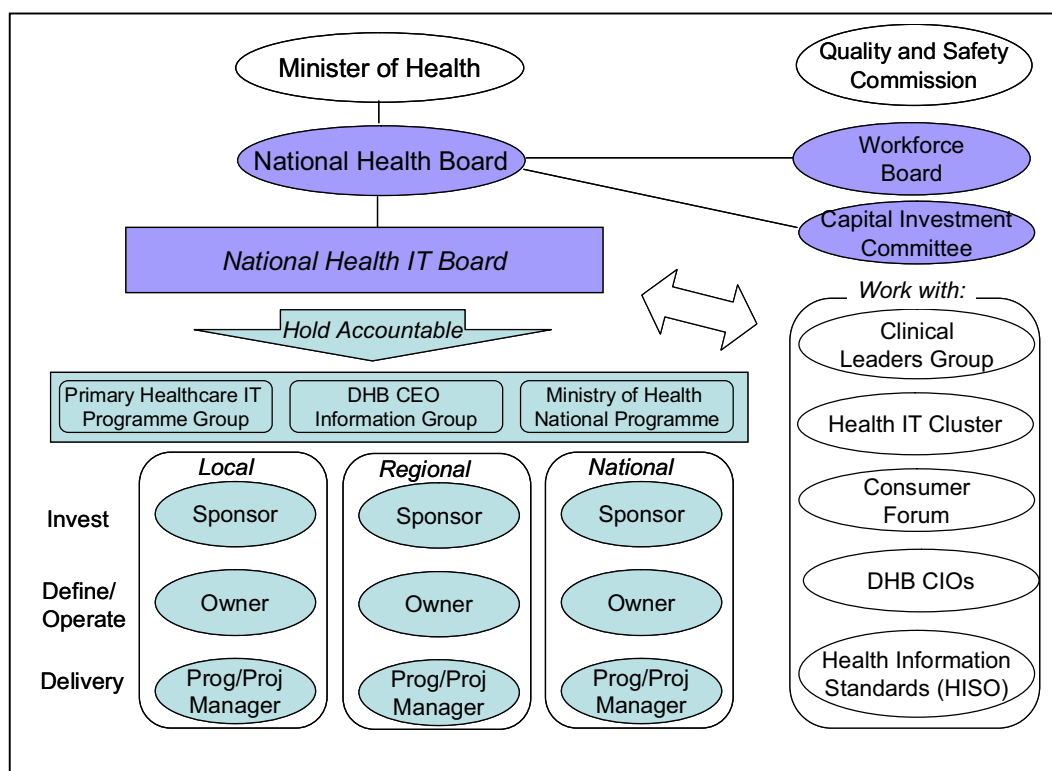 Minister of Health
Quality and Safety
Commission
National Health Board
Workforce
Board
Capital Investment
Committee
National Health IT Board
Hold Accountable
Work with:
Clinical
Leaders Group
Health IT Cluster
Consumer
Forum
DHB CIOs
Health Information
Standards (HISO)
Primary Healthcare IT
Programme Group
DHB CEO
Information Group
Ministry of Health
National Programme
Local
Regional
National
Invest
Sponsor
Sponsor
Sponsor
Define/
Operate
Owner
Owner
Owner
Delivery
Prog/Proj
Manager
Prog/Proj
Manager
Prog/Proj
Manager